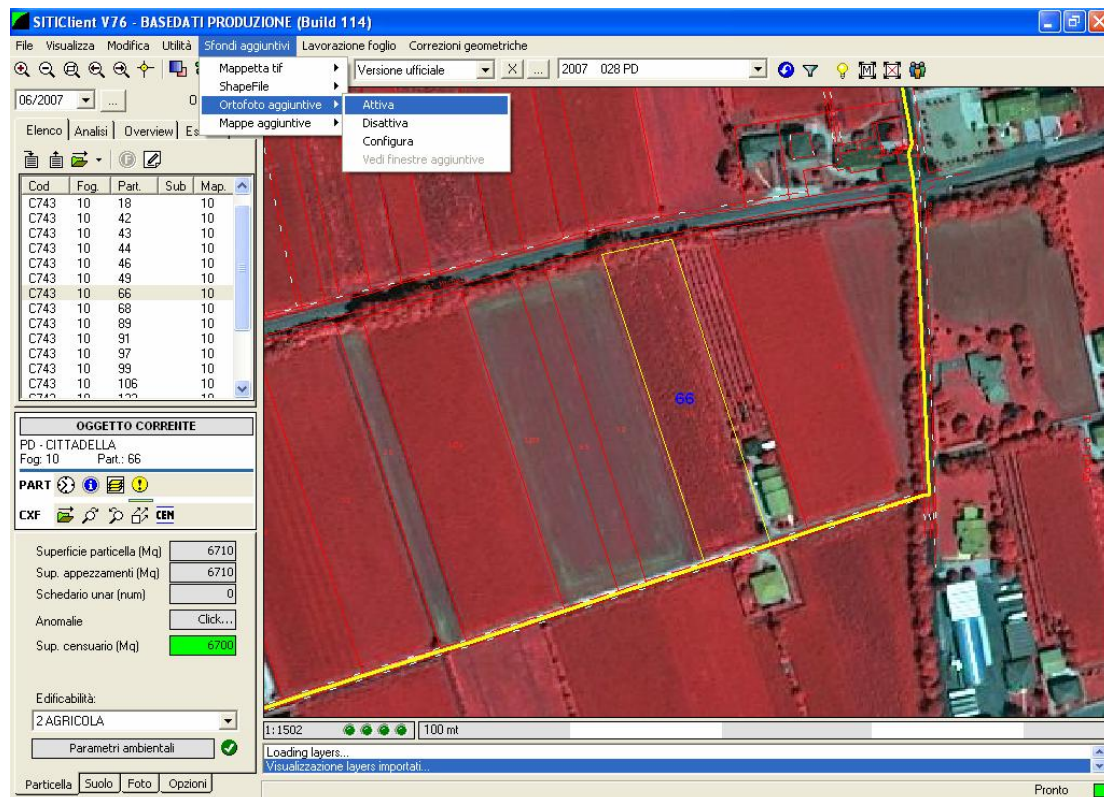 SITIClient V76 - BASEDATI PRODUZIONE (Build 114)
File Visualizza Modifica Utilità Sfondi aggiuntivi Lavorazione foglio Correzioni geometriche
Mappetta tif
ShapeFile
Ortofoto aggiuntive
Mappe aggiuntive
Attiva
Disattiva
Configura
Vedi finestre aggiuntive
Versione ufficiale X ... 2007 028 PD
06/2007 ... 0
Elenco Analisi Overview Es
Cod Fog. Part. Sub Map.
C743 10 18 10
C743 10 42 10
C743 10 43 10
C743 10 44 10
C743 10 46 10
C743 10 49 10
C743 10 66 10
C743 10 68 10
C743 10 89 10
C743 10 91 10
C743 10 97 10
C743 10 99 10
C743 10 106 10
OGGETTO CORRENTE
PD - CITTADELLA
Fog: 10 Part.: 66
PART
CXF CEN
Superficie particella (Mq) 6710
Sup. appezzamenti (Mq) 6710
Schedario unar (num) 0
Anomalie Click...
Sup. censuario (Mq) 6700
Edificabilità:
2 AGRICOLA
Parametri ambientali
Particella Suolo Foto Opzioni
66
1:1502 100 mt
Loading layers...
Visualizzazione layers importati...
Pronto